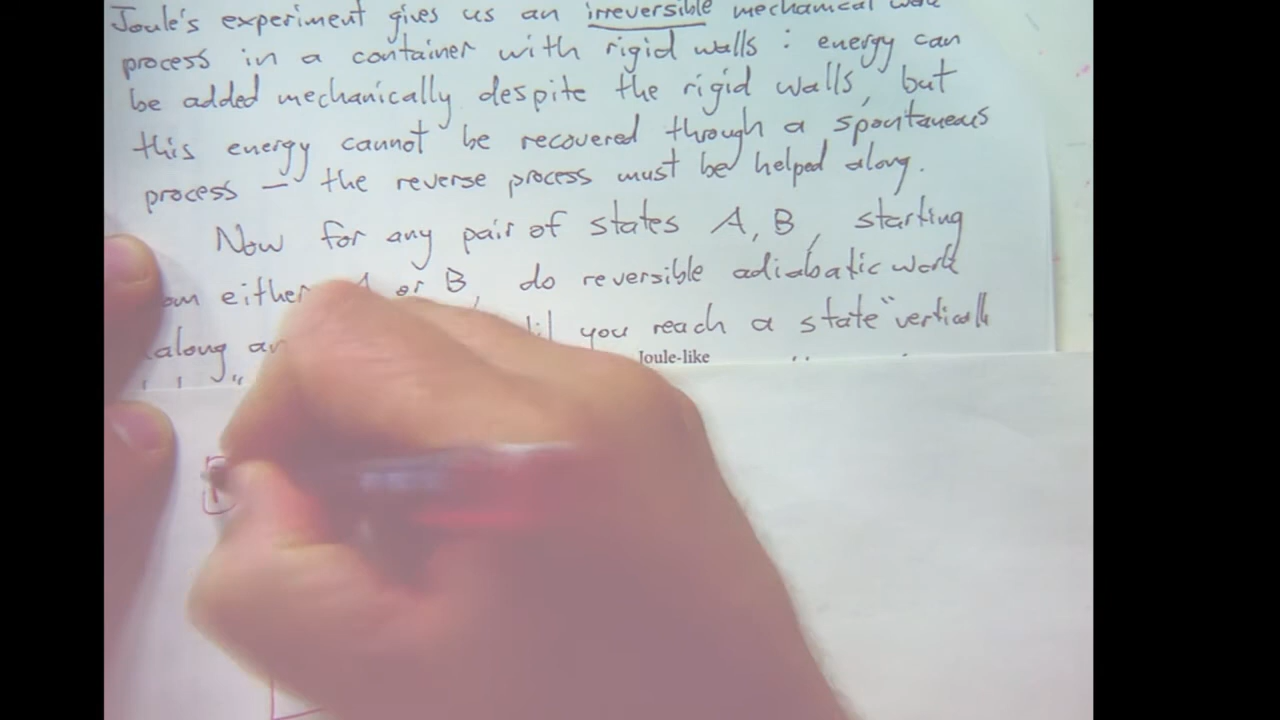 Joule's experiment gives us an irreversible mechanical work
process in a container with rigid walls : energy can
be added mechanically despite the rigid walls, but
this energy cannot be recovered through a spontaneous
process — the reverse process must be helped along.
Now for any pair of states A, B, starting
either A or B, do reversible adiabatic work
along you reach a state "vertically
Joule-like